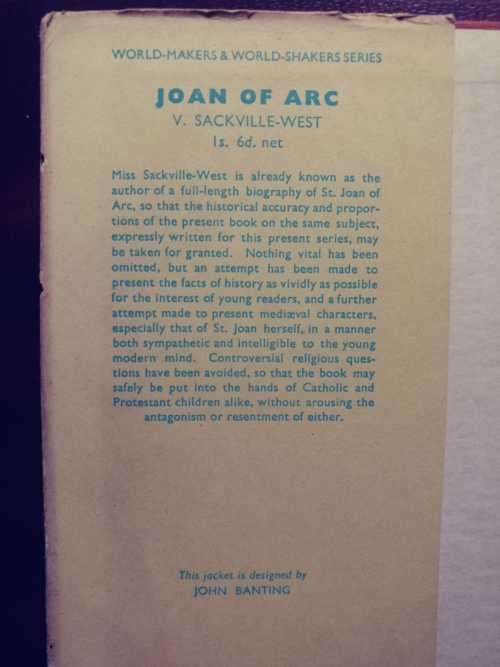 WORLD-MAKERS & WORLD-SHAKERS SERIES
JOAN OF ARC
V. SACKVILLE-WEST
1s. 6d. net
Miss Sackville-West is already known as the
author of a full-length biography of St. Joan of
Arc, so that the historical accuracy and propor-
tions of the present book on the same subject,
expressly written for this present series, may
be taken for granted. Nothing vital has been
omitted, but an attempt has been made to
present the facts of history as vividly as possible
for the interest of young readers, and a further
attempt made to present mediæval characters,
especially that of St. Joan herself, in a manner
both sympathetic and intelligible to the young
modern mind. Controversial religious ques-
tions have been avoided, so that the book may
safely be put into the hands of Catholic and
Protestant children alike, without arousing the
antagonism or resentment of either.
This jacket is designed by
JOHN BANTING